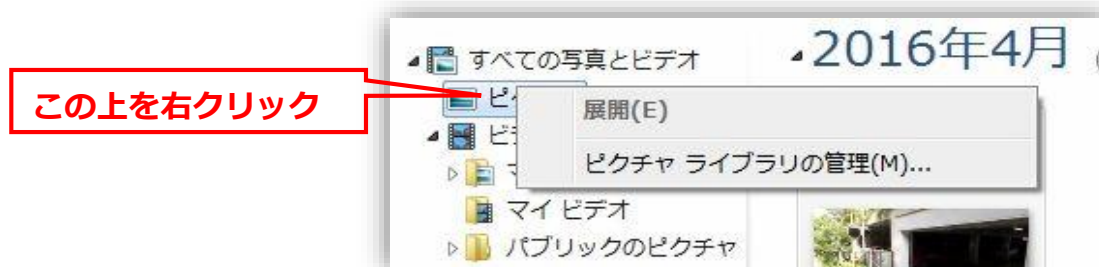 すべての写真とビデオ
2016年4月
この上を右クリック
ピ
展開(E)
ビ
ピクチャ ライブラリの管理(M)...
マイ ビデオ
パブリックのピクチャ